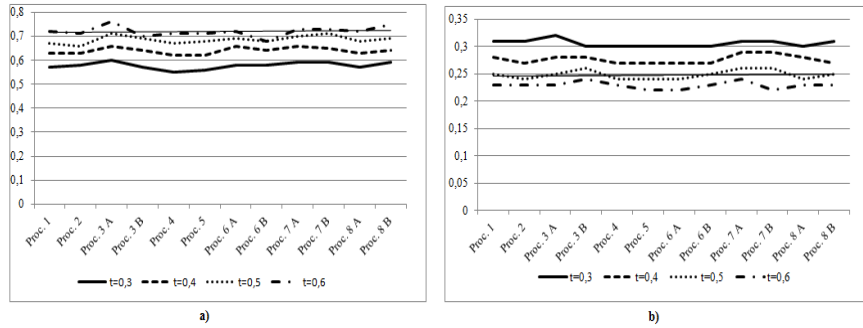 0,8
0,7
0,6
0,5
0,4
0,3
0,2
0,1
0
Proc. 1
Proc. 2
Proc. 3 A
Proc. 3 B
Proc. 4
Proc. 5
Proc. 6 A
Proc. 6 B
Proc. 7 A
Proc. 7 B
Proc. 8 A
Proc. 8 B
t=0,3 t=0,4 t=0,5 t=0,6
a)
0,35
0,3
0,25
0,2
0,15
0,1
0,05
0
Proc. 1
Proc. 2
Proc. 3 A
Proc. 3 B
Proc. 4
Proc. 5
Proc. 6 A
Proc. 6 B
Proc. 7 A
Proc. 7 B
Proc. 8 A
Proc. 8 B
t=0,3 t=0,4 t=0,5 t=0,6
b)